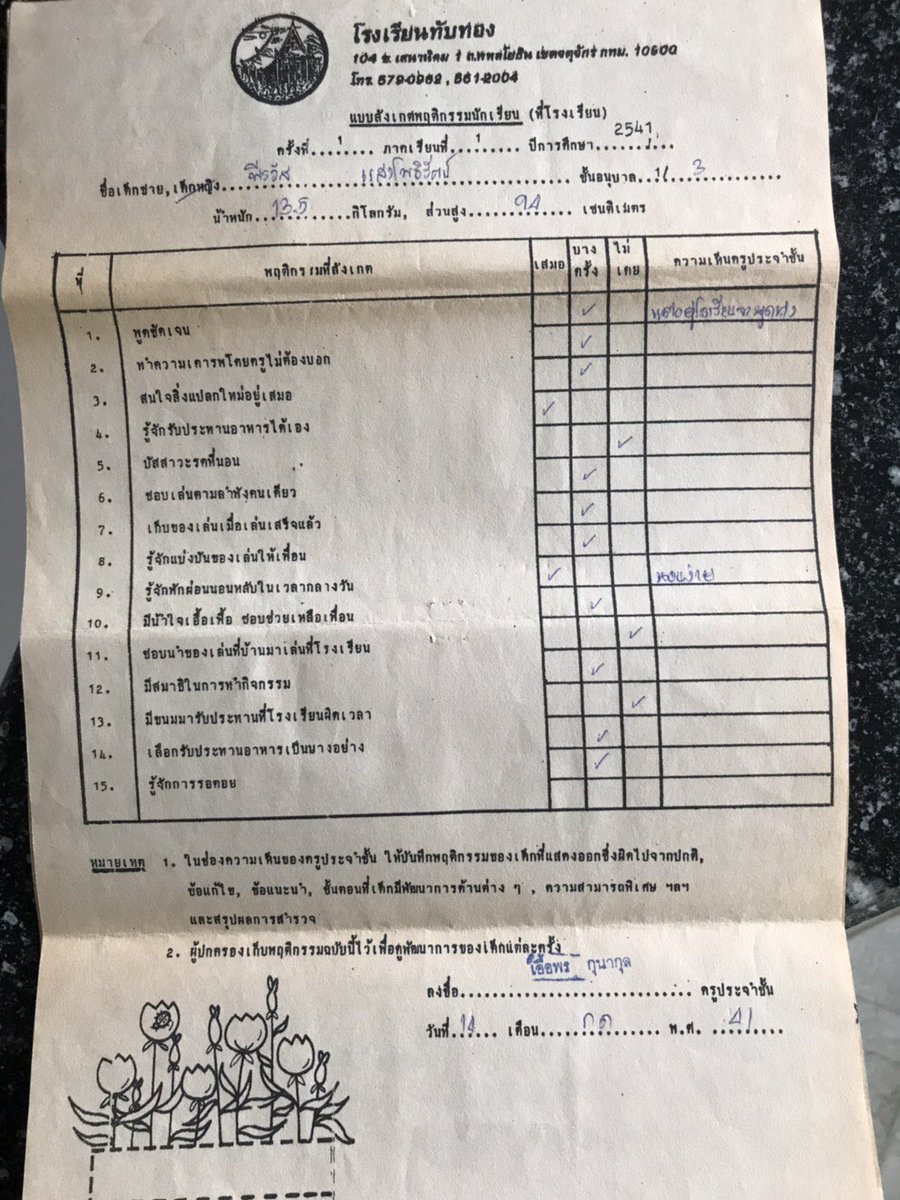 โรงเรียนทับทอง
104 ซ. เสนานิคม 1 ถ.พหลโยธิน เขตจตุจักร กทม. 10900
โทร. 579-0962, 561-2004
แบบสังเกตพฤติกรรมนักเรียน (ที่โรงเรียน)
ครั้งที่....1....... ภาคเรียนที่....1...... ปีการศึกษา...2541...
ชื่อเด็กชาย,เด็กหญิง............................ ชั้นอนุบาล..1/3..........
น้ำหนัก..13.5..........กิโลกรัม, ส่วนสูง.....94....... เซนติเมตร
ที่ พฤติกรรมที่สังเกต เสมอ บางครั้ง ไม่เคย ความเห็นครูประจำชั้น
1. พูดชัดเจน ✓
2. ทำความเคารพโดยครูไม่ต้องบอก ✓
3. สนใจสิ่งแปลกใหม่อยู่เสมอ ✓
4. รู้จักรับประทานอาหารได้เอง ✓
5. ปัสสาวะรดที่นอน ✓
6. ชอบเล่นตามลำพังคนเดียว ✓
7. เก็บของเล่นเมื่อเล่นเสร็จแล้ว ✓
8. รู้จักแบ่งปันของเล่นให้เพื่อน ✓
9. รู้จักพักผ่อนนอนหลับในเวลากลางวัน ✓ นอนง่าย
10. มีน้ำใจเอื้อเฟื้อ ชอบช่วยเหลือเพื่อน ✓
11. ชอบนำของเล่นที่บ้านมาเล่นที่โรงเรียน ✓
12. มีสมาธิในการทำกิจกรรม ✓
13. มีขนมมารับประทานที่โรงเรียนผิดเวลา ✓
14. เลือกรับประทานอาหารเป็นบางอย่าง ✓
15. รู้จักการรอคอย ✓
หมายเหตุ 1. ในช่องความเห็นของครูประจำชั้น ให้บันทึกพฤติกรรมของเด็กที่แสดงออกซึ่งผิดไปจากปกติ,
ข้อแก้ไข, ข้อแนะนำ, ขั้นตอนที่เด็กมีพัฒนาการด้านต่าง ๆ , ความสามารถพิเศษ ฯลฯ
และสรุปผลการสำรวจ
2. ผู้ปกครองเก็บพฤติกรรมฉบับนี้ไว้เพื่อดูพัฒนาการของเด็กแต่ละครั้ง
เอื้อพร กุนากุล
ลงชื่อ.............................. ครูประจำชั้น
วันที่.14... เดือน.....กค....... พ.ศ. ..41......